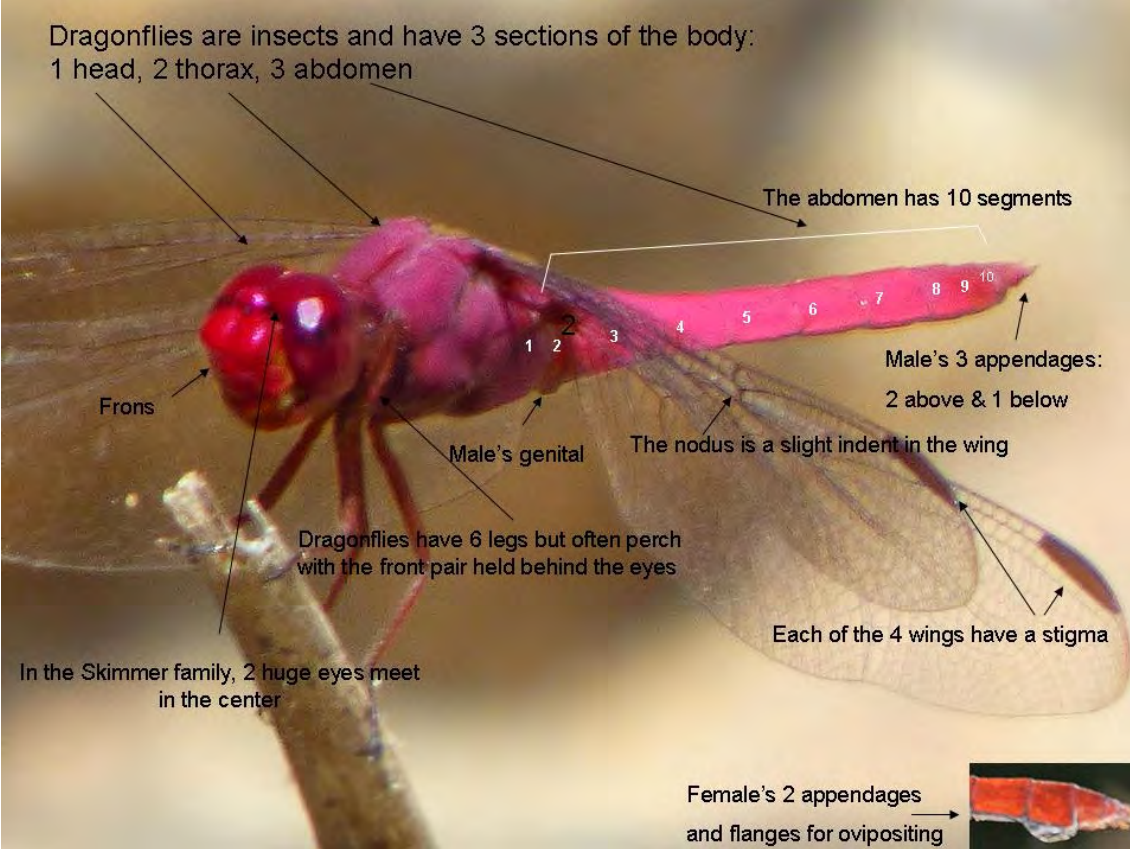 Dragonflies are insects and have 3 sections of the body:
1 head, 2 thorax, 3 abdomen
The abdomen has 10 segments
1 2 2 3 4 5 6 7 8 9 10
Male's 3 appendages:
2 above & 1 below
Frons
Male's genital
The nodus is a slight indent in the wing
Dragonflies have 6 legs but often perch
with the front pair held behind the eyes
Each of the 4 wings have a stigma
In the Skimmer family, 2 huge eyes meet
in the center
Female's 2 appendages
and flanges for ovipositing